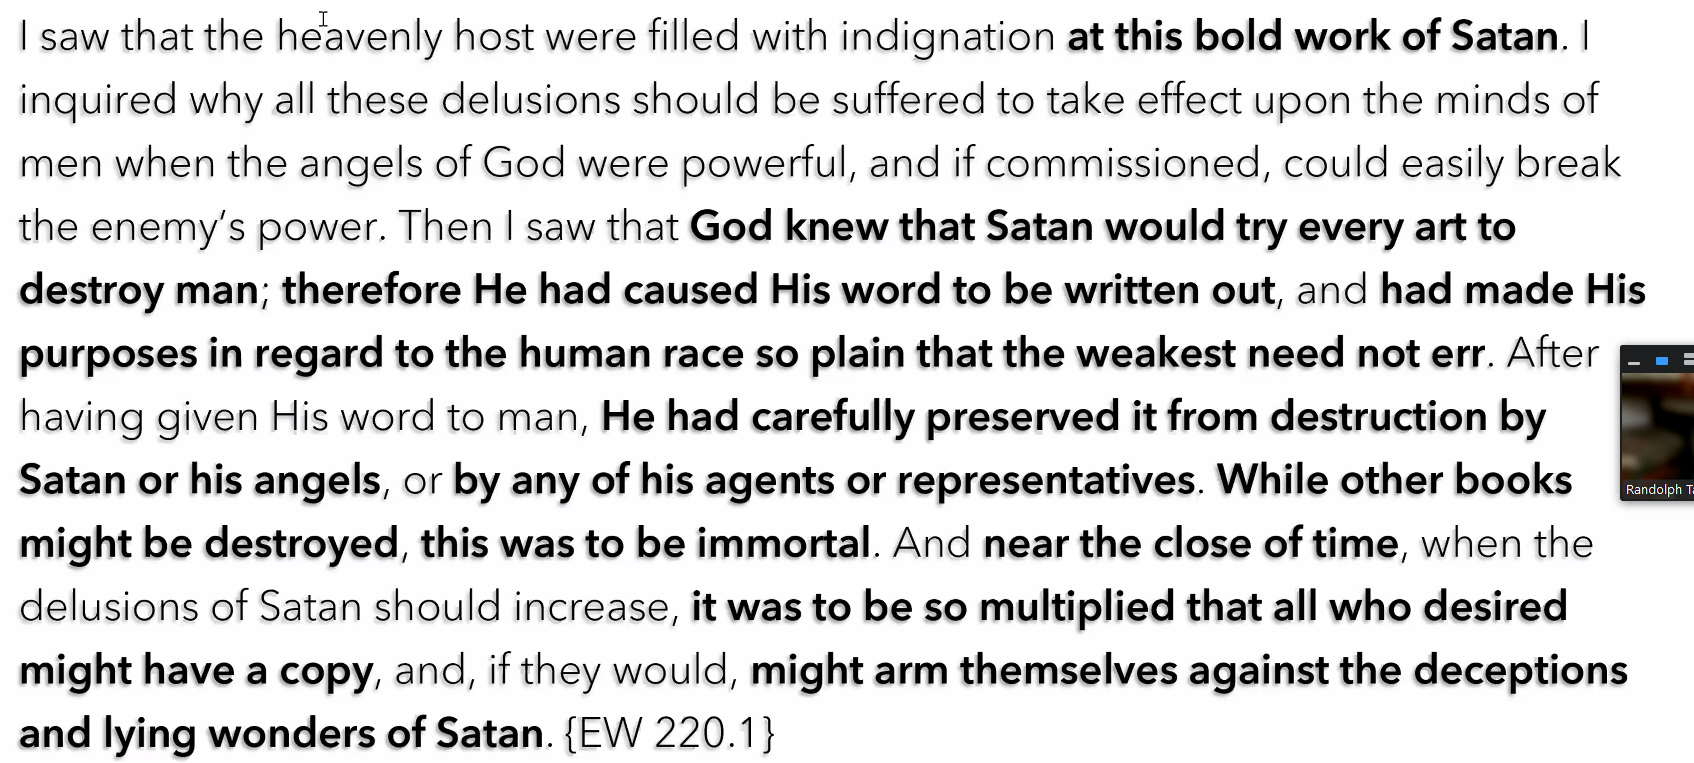 I saw that the heavenly host were filled with indignation at this bold work of Satan. I
inquired why all these delusions should be suffered to take effect upon the minds of
men when the angels of God were powerful, and if commissioned, could easily break
the enemy’s power. Then I saw that God knew that Satan would try every art to
destroy man; therefore He had caused His word to be written out, and had made His
purposes in regard to the human race so plain that the weakest need not err. After
having given His word to man, He had carefully preserved it from destruction by
Satan or his angels, or by any of his agents or representatives. While other books
might be destroyed, this was to be immortal. And near the close of time, when the
delusions of Satan should increase, it was to be so multiplied that all who desired
might have a copy, and, if they would, might arm themselves against the deceptions
and lying wonders of Satan. {EW 220.1}
Randolph